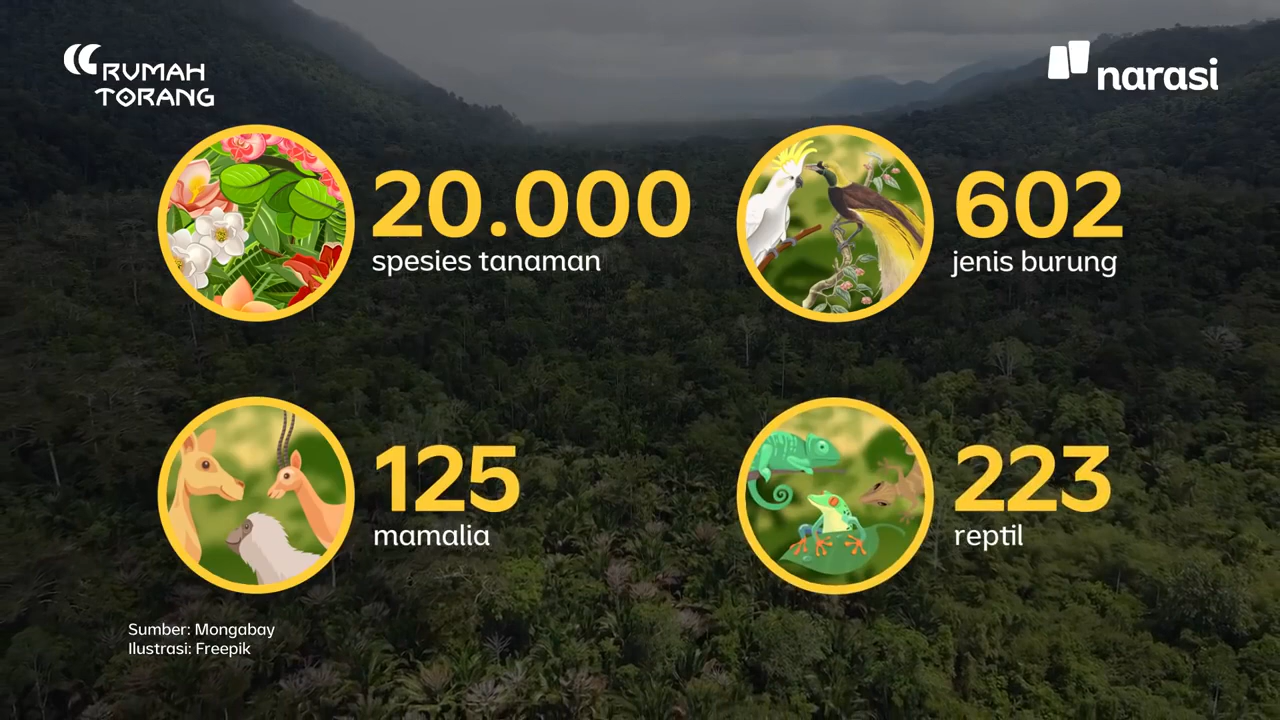 RUMAH
TORANG
narasi
20.000
spesies tanaman
602
jenis burung
125
mamalia
223
reptil
Sumber: Mongabay
Ilustrasi: Freepik